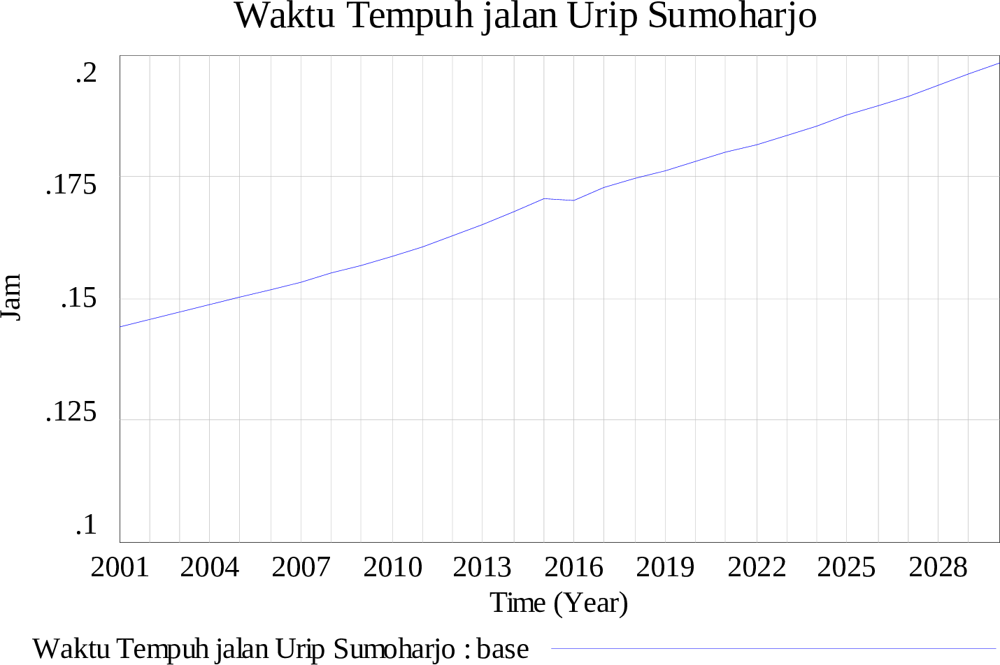 Waktu Tempuh jalan Urip Sumoharjo
.2
.175
.15
.125
.1
Jam
2001 2004 2007 2010 2013 2016 2019 2022 2025 2028
Time (Year)
Waktu Tempuh jalan Urip Sumoharjo : base